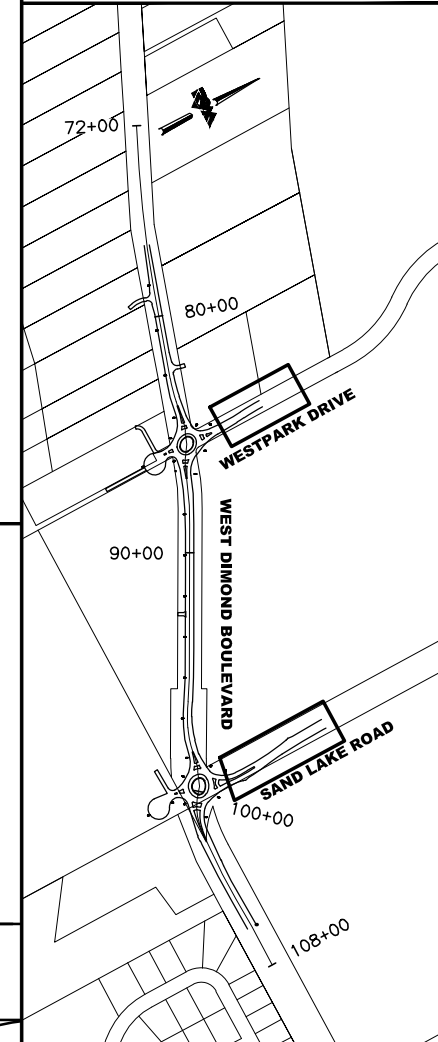 72+00
80+00
WESTPARK DRIVE
90+00
WEST DIMOND BOULEVARD
SAND LAKE ROAD
100+00
108+00